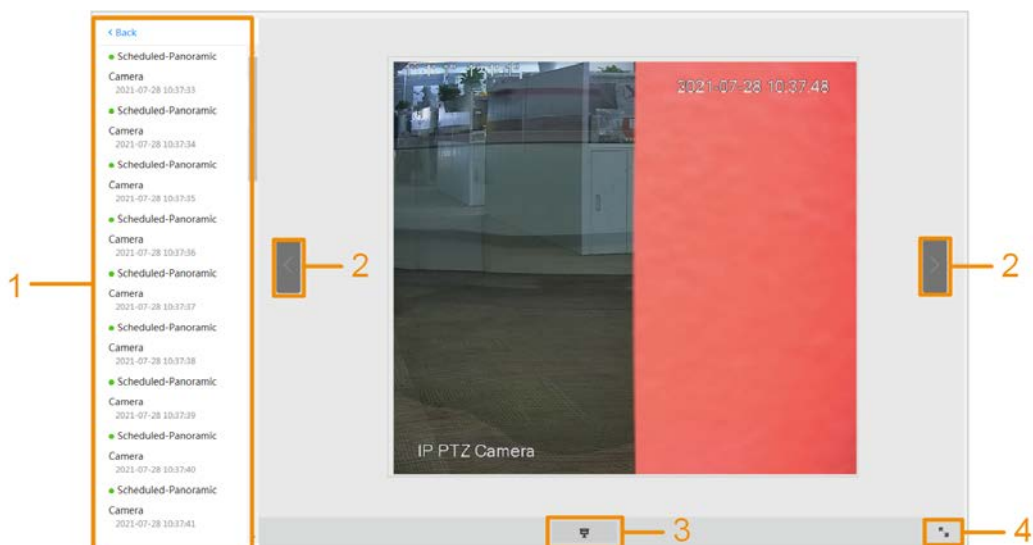 < Back
Scheduled-Panoramic
Camera
2021-07-28 10:37:33
Scheduled-Panoramic
Camera
2021-07-28 10:37:34
Scheduled-Panoramic
Camera
2021-07-28 10:37:35
Scheduled-Panoramic
Camera
2021-07-28 10:37:36
Scheduled-Panoramic
Camera
2021-07-28 10:37:37
Scheduled-Panoramic
Camera
2021-07-28 10:37:38
Scheduled-Panoramic
Camera
2021-07-28 10:37:39
Scheduled-Panoramic
Camera
2021-07-28 10:37:40
Scheduled-Panoramic
Camera
2021-07-28 10:37:41
2021-07-28 10:37:48
IP PTZ Camera
1
2
2
3
4